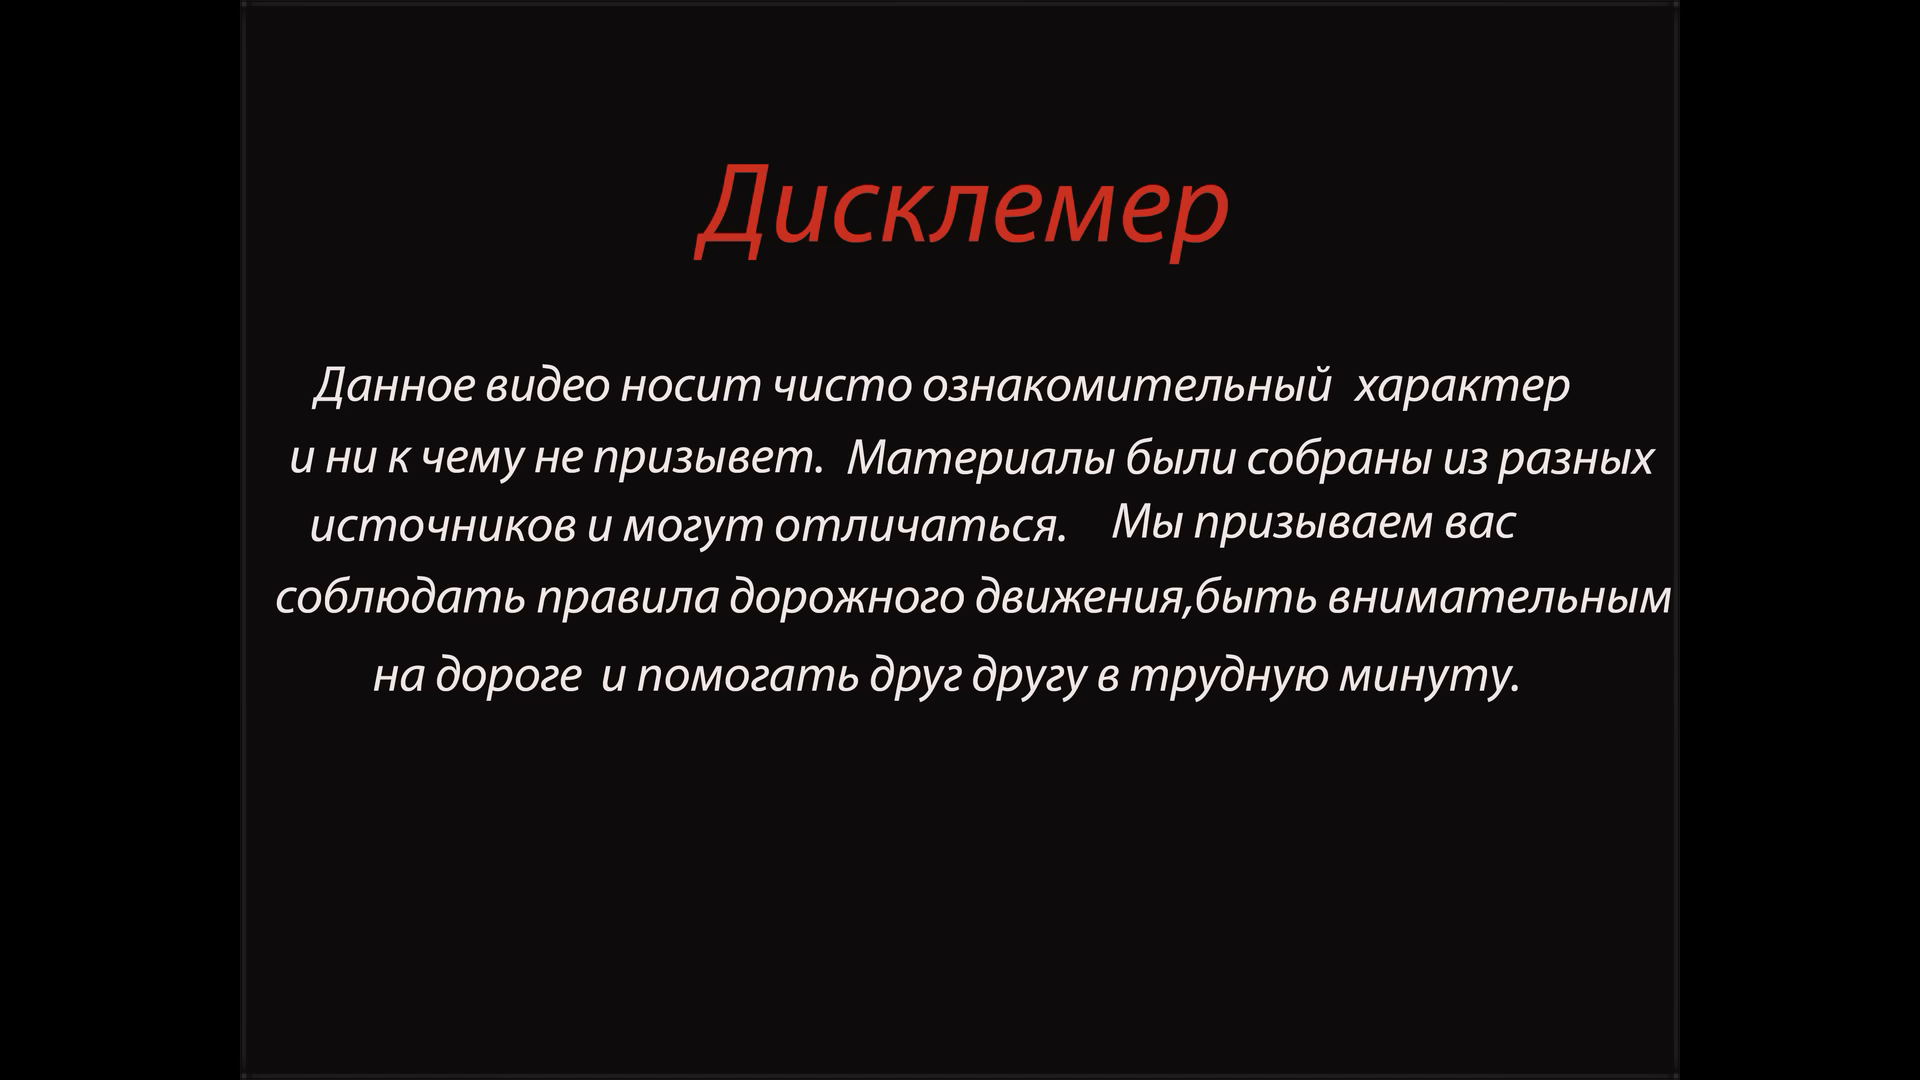 Дисклемер
Данное видео носит чисто ознакомительный характер
и ни к чему не призывет. Материалы были собраны из разных
источников и могут отличаться. Мы призываем вас
соблюдать правила дорожного движения,быть внимательным
на дороге и помогать друг другу в трудную минуту.